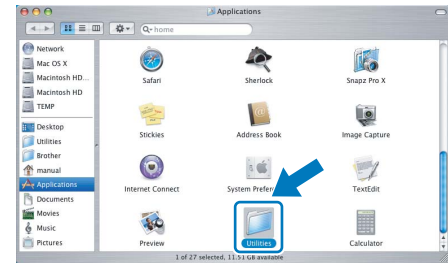 Applications
home
Network
Mac OS X
Macintosh HD...
Macintosh HD
TEMP
Desktop
Utilities
Brother
manual
Applications
Documents
Movies
Music
Pictures
Safari Sherlock Snapz Pro X
Stickies Address Book Image Capture
Internet Connect System Prefer TextEdit
Preview Utilities Calculator
1 of 27 selected, 11.51 GB available